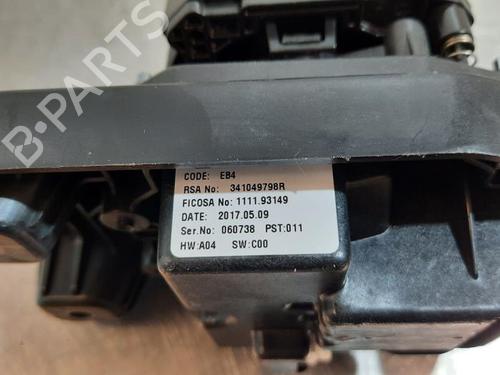 B-PARTS
CODE: EB4
RSA No: 341049798R
FICOSA No: 1111.93149
DATE: 2017.05.09
Ser.No: 060738 PST:011
HW:A04 SW:C00